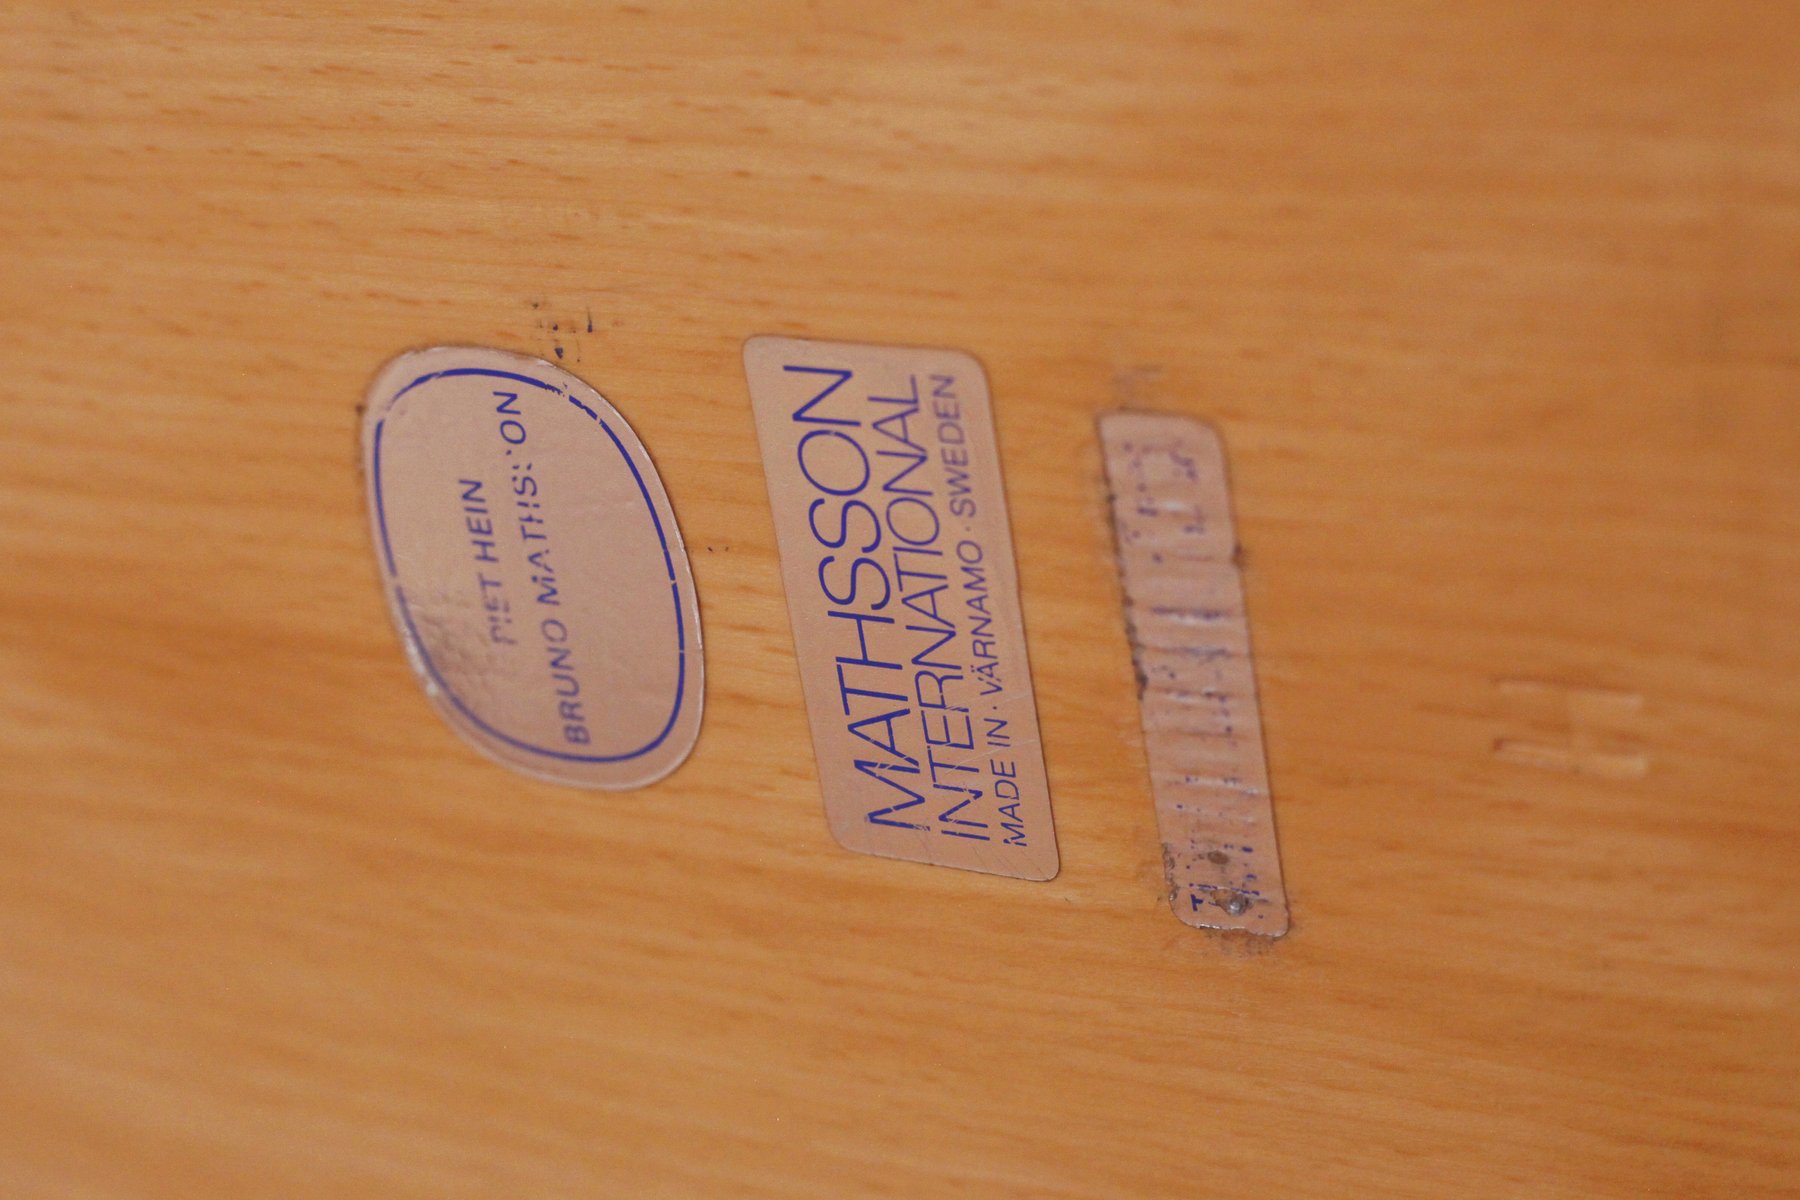 PIET HEIN
BRUNO MATHSSON
MATHSSON
INTERNATIONAL
MADE IN · VÄRNAMO · SWEDEN
H